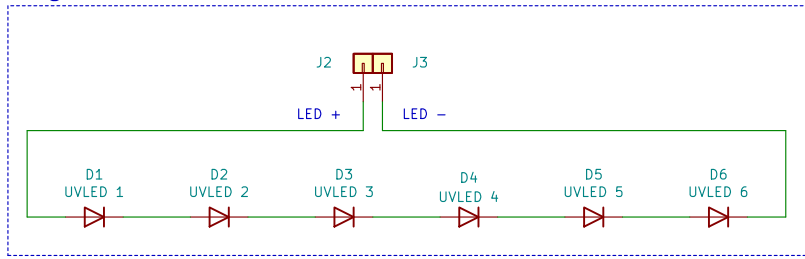 J2
J3
1
1
LED +
LED -
D1
UVLED 1
D2
UVLED 2
D3
UVLED 3
D4
UVLED 4
D5
UVLED 5
D6
UVLED 6